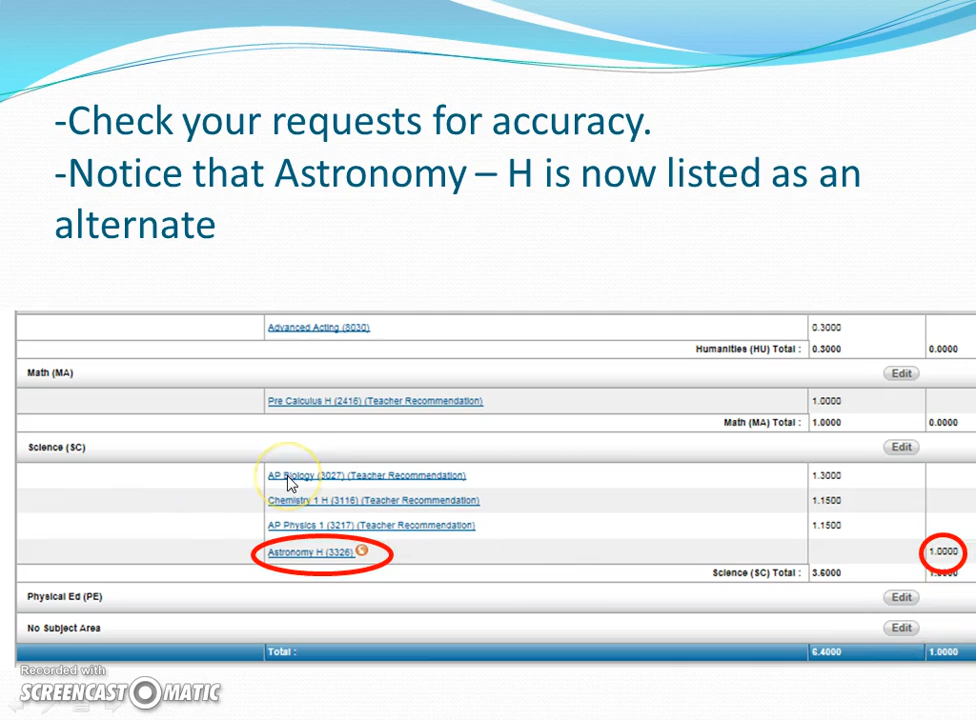 -Check your requests for accuracy.
-Notice that Astronomy – H is now listed as an
alternate
Advanced Acting (8030) 0.3000
Humanities (HU) Total : 0.3000 0.0000
Math (MA) Edit
Pre Calculus H (2416) (Teacher Recommendation) 1.0000
Math (MA) Total : 1.0000 0.0000
Science (SC) Edit
AP Biology (3027) (Teacher Recommendation) 1.3000
Chemistry 1 H (3116) (Teacher Recommendation) 1.1500
AP Physics 1 (3217) (Teacher Recommendation) 1.1500
Astronomy H (3326) 1.0000
Science (SC) Total : 3.6000 1.0000
Physical Ed (PE) Edit
No Subject Area Edit
Total : 6.4000 1.0000
Recorded with
SCREENCAST-O-MATIC